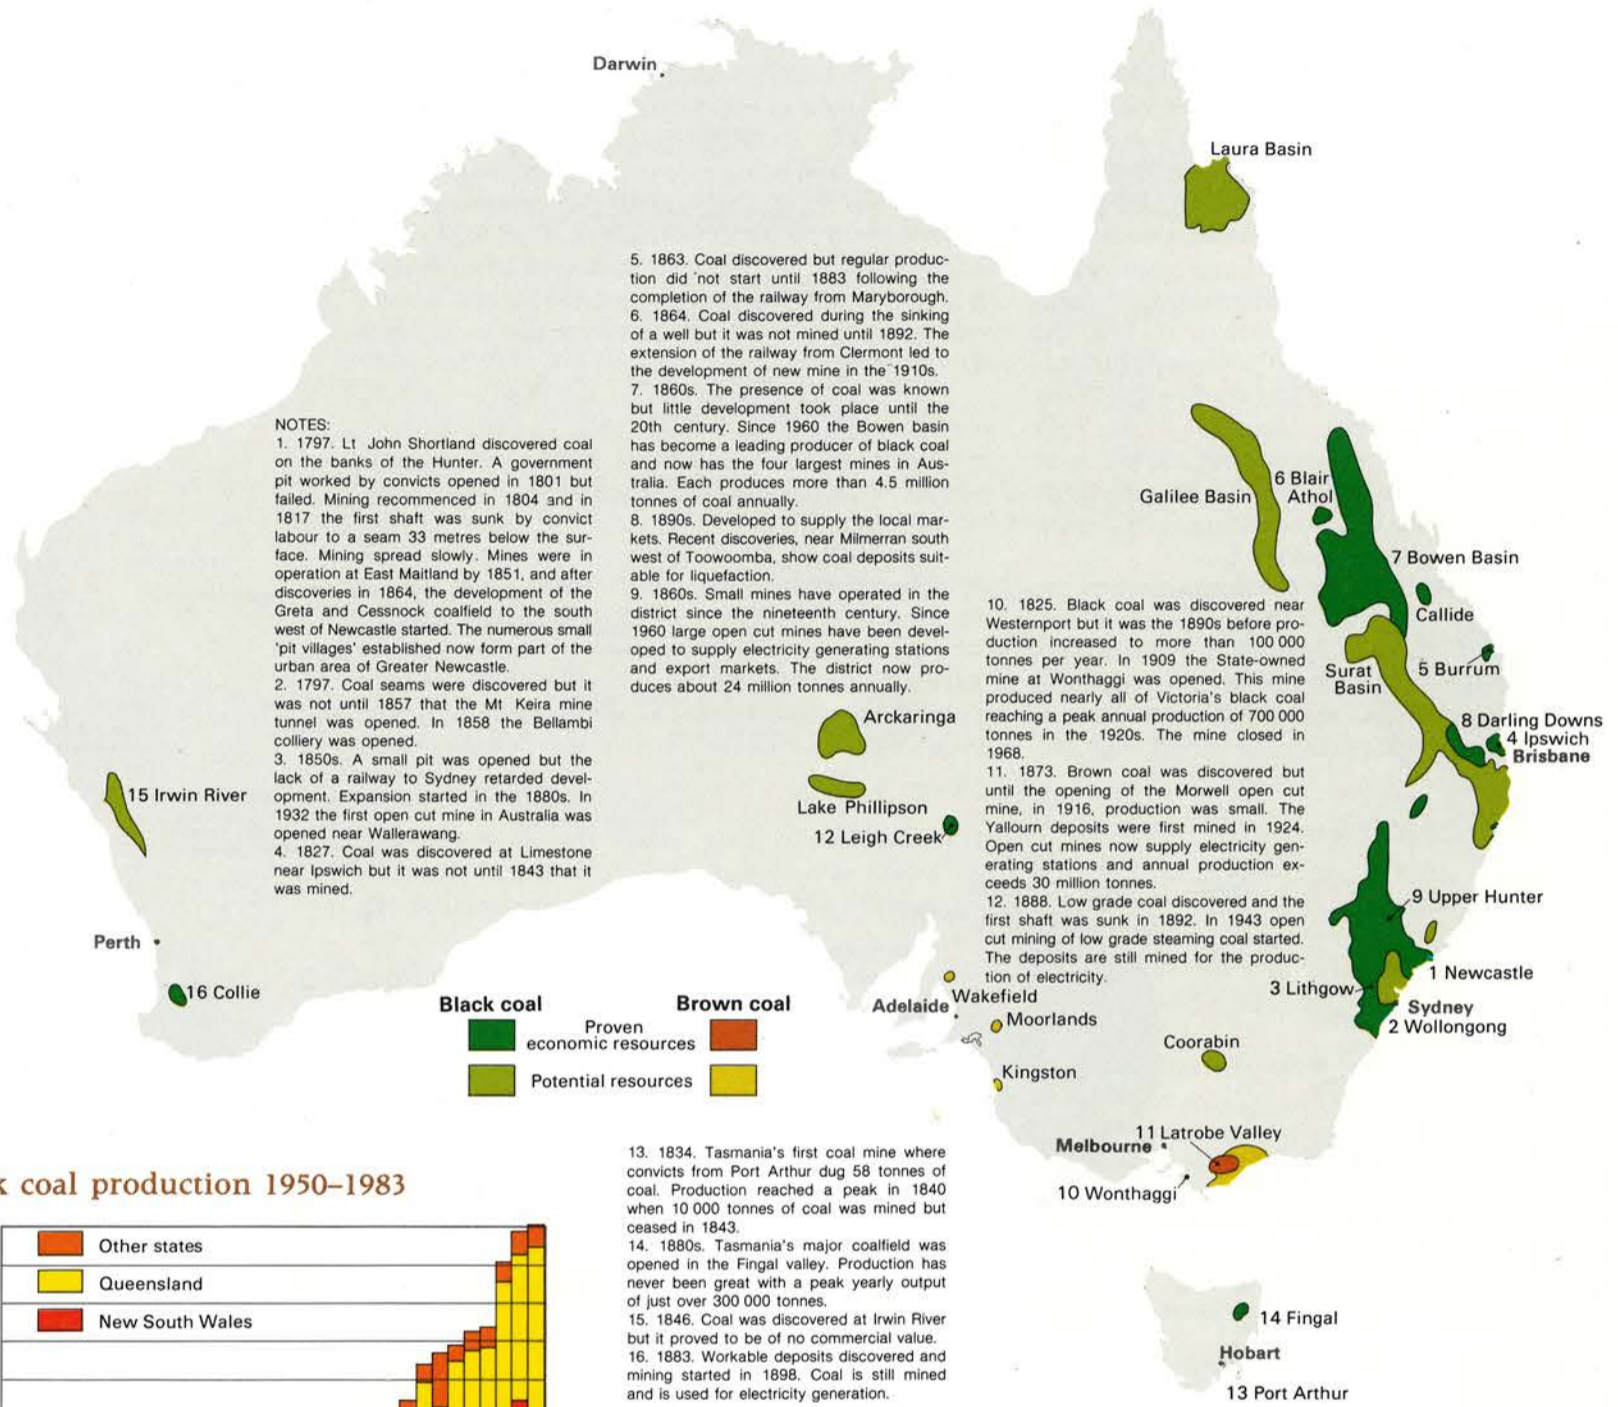 Darwin
Laura Basin
Galilee Basin
6 Blair
Athol
7 Bowen Basin
Callide
5 Burrum
Surat
Basin
8 Darling Downs
4 Ipswich
Brisbane
Arckaringa
Lake Phillipson
12 Leigh Creek
15 Irwin River
Perth
16 Collie
9 Upper Hunter
1 Newcastle
3 Lithgow
Sydney
2 Wollongong
Adelaide
Wakefield
Moorlands
Kingston
Coorabin
Melbourne
11 Latrobe Valley
10 Wonthaggi
14 Fingal
Hobart
13 Port Arthur
NOTES:
1. 1797. Lt John Shortland discovered coal
on the banks of the Hunter. A government
pit worked by convicts opened in 1801 but
failed. Mining recommenced in 1804 and in
1817 the first shaft was sunk by convict
labour to a seam 33 metres below the sur-
face. Mining spread slowly. Mines were in
operation at East Maitland by 1851, and after
discoveries in 1864, the development of the
Greta and Cessnock coalfield to the south
west of Newcastle started. The numerous small
'pit villages' established now form part of the
urban area of Greater Newcastle.
2. 1797. Coal seams were discovered but it
was not until 1857 that the Mt Keira mine
tunnel was opened. In 1858 the Bellambi
colliery was opened.
3. 1850s. A small pit was opened but the
lack of a railway to Sydney retarded devel-
opment. Expansion started in the 1880s. In
1932 the first open cut mine in Australia was
opened near Wallerawang.
4. 1827. Coal was discovered at Limestone
near Ipswich but it was not until 1843 that it
was mined.
5. 1863. Coal discovered but regular produc-
tion did not start until 1883 following the
completion of the railway from Maryborough.
6. 1864. Coal discovered during the sinking
of a well but it was not mined until 1892. The
extension of the railway from Clermont led to
the development of new mine in the 1910s.
7. 1860s. The presence of coal was known
but little development took place until the
20th century. Since 1960 the Bowen basin
has become a leading producer of black coal
and now has the four largest mines in Aus-
tralia. Each produces more than 4.5 million
tonnes of coal annually.
8. 1890s. Developed to supply the local mar-
kets. Recent discoveries, near Milmerran south
west of Toowoomba, show coal deposits suit-
able for liquefaction.
9. 1860s. Small mines have operated in the
district since the nineteenth century. Since
1960 large open cut mines have been devel-
oped to supply electricity generating stations
and export markets. The district now pro-
duces about 24 million tonnes annually.
10. 1825. Black coal was discovered near
Westernport but it was the 1890s before pro-
duction increased to more than 100 000
tonnes per year. In 1909 the State-owned
mine at Wonthaggi was opened. This mine
produced nearly all of Victoria's black coal
reaching a peak annual production of 700 000
tonnes in the 1920s. The mine closed in
1968.
11. 1873. Brown coal was discovered but
until the opening of the Morwell open cut
mine, in 1916, production was small. The
Yallourn deposits were first mined in 1924.
Open cut mines now supply electricity gen-
erating stations and annual production ex-
ceeds 30 million tonnes.
12. 1888. Low grade coal discovered and the
first shaft was sunk in 1892. In 1943 open
cut mining of low grade steaming coal started.
The deposits are still mined for the produc-
tion of electricity.
Black coal
Brown coal
Proven
economic resources
Potential resources
13. 1834. Tasmania's first coal mine where
convicts from Port Arthur dug 58 tonnes of
coal. Production reached a peak in 1840
when 10 000 tonnes of coal was mined but
ceased in 1843.
14. 1880s. Tasmania's major coalfield was
opened in the Fingal valley. Production has
never been great with a peak yearly output
of just over 300 000 tonnes.
15. 1846. Coal was discovered at Irwin River
but it proved to be of no commercial value.
16. 1883. Workable deposits discovered and
mining started in 1898. Coal is still mined
and is used for electricity generation.
k coal production 1950–1983
Other states
Queensland
New South Wales